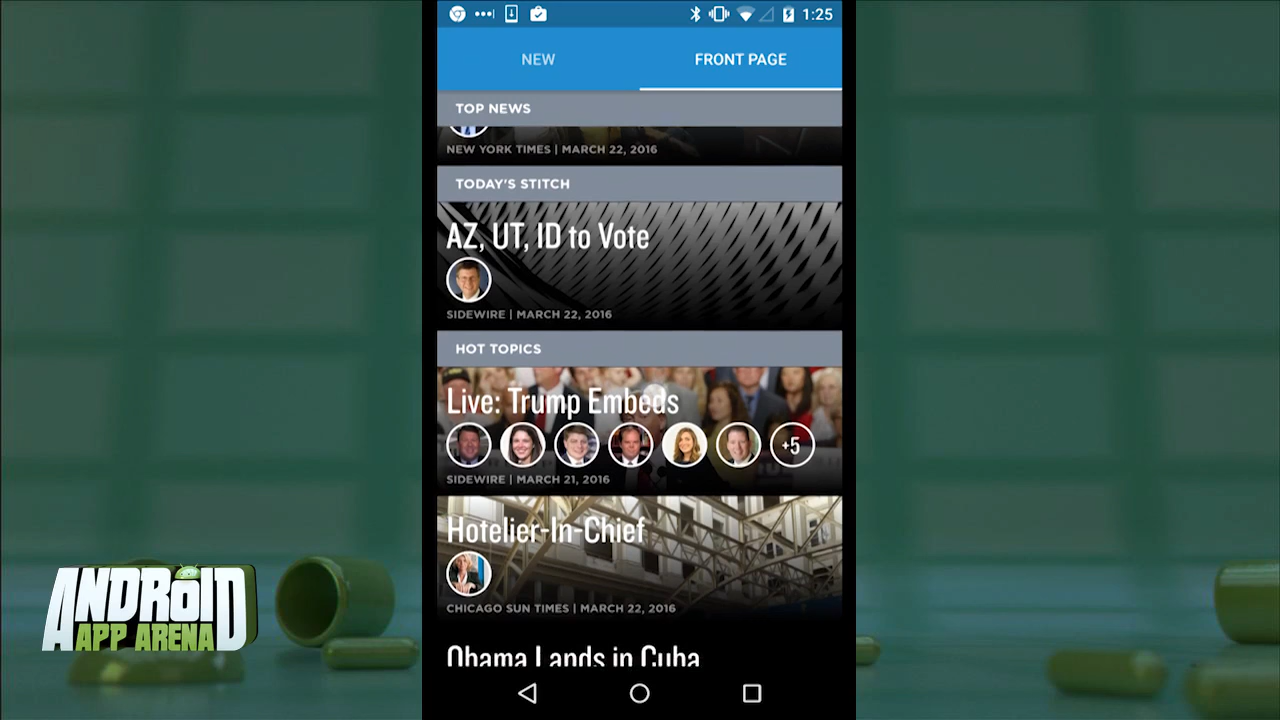 1:25
NEW
FRONT PAGE
TOP NEWS
NEW YORK TIMES | MARCH 22, 2016
TODAY'S STITCH
AZ, UT, ID to Vote
SIDEWIRE | MARCH 22, 2016
HOT TOPICS
Live: Trump Embeds
+5
SIDEWIRE | MARCH 21, 2016
Hotelier-In-Chief
CHICAGO SUN TIMES | MARCH 22, 2016
Obama Lands in Cuba
ANDROID
APP ARENA